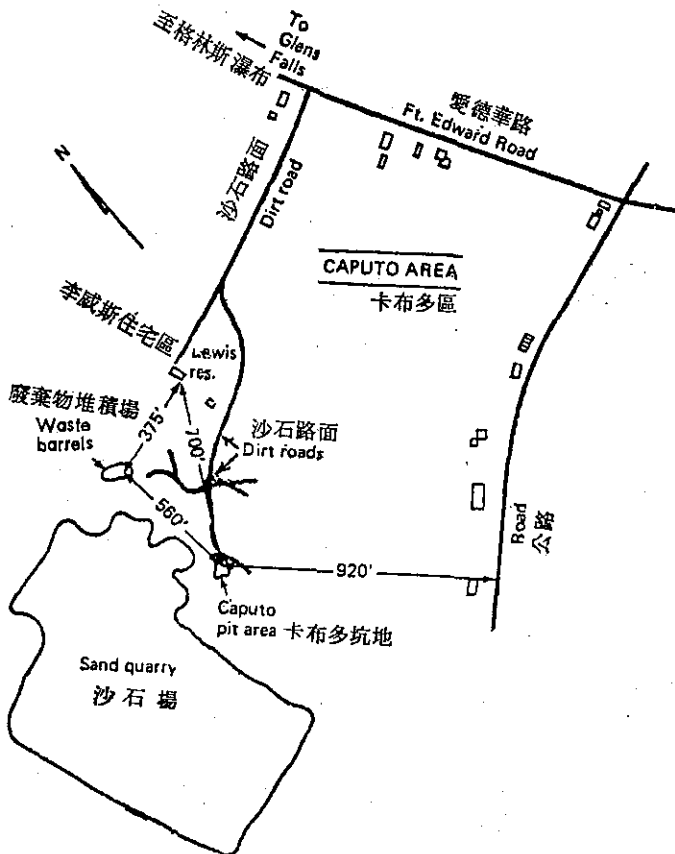 To
Glens
Falls
至格林斯瀑布
愛德華路
Ft. Edward Road
沙石路面
Dirt road
N
CAPUTO AREA
卡布多區
李威斯住宅區
Lewis
res.
廢棄物堆積場
Waste
barrels
375'
700'
沙石路面
Dirt roads
560'
920'
Road
公路
Caputo
pit area 卡布多坑地
Sand quarry
沙石場